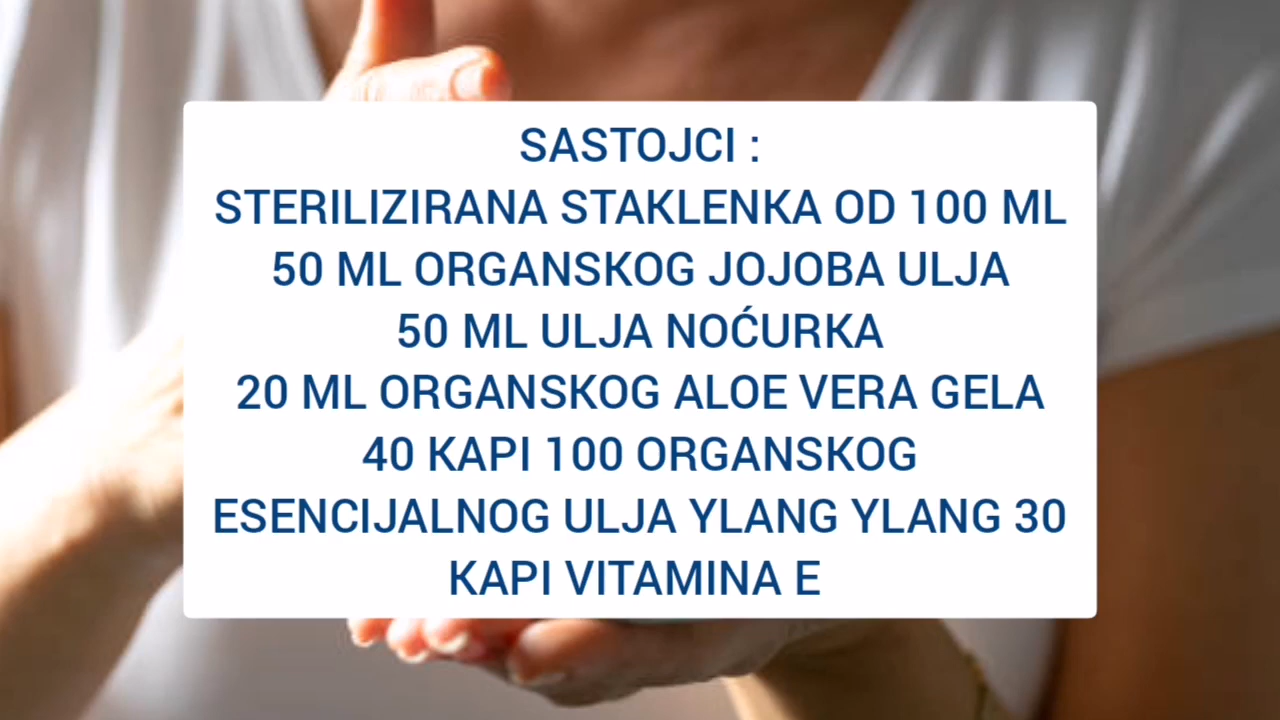 SASTOJCI :
STERILIZIRANA STAKLENKA OD 100 ML
50 ML ORGANSKOG JOJOBA ULJA
50 ML ULJA NOĆURKA
20 ML ORGANSKOG ALOE VERA GELA
40 KAPI 100 ORGANSKOG
ESENCIJALNOG ULJA YLANG YLANG 30
KAPI VITAMINA E